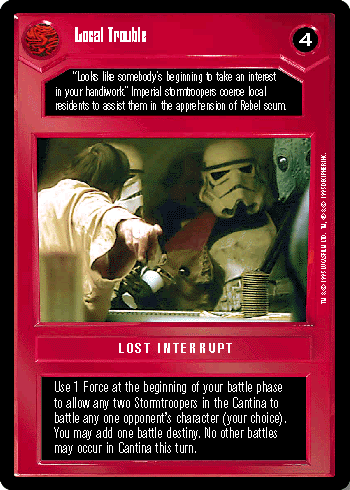 Local Trouble
4
"Looks like somebody's beginning to take an interest
in your handiwork." Imperial stormtroopers coerce local
residents to assist them in the apprehension of Rebel scum.
LOST INTERRUPT
Use 1 Force at the beginning of your battle phase
to allow any two Stormtroopers in the Cantina to
battle any one opponent's character (your choice).
You may add one battle destiny. No other battles
may occur in Cantina this turn.